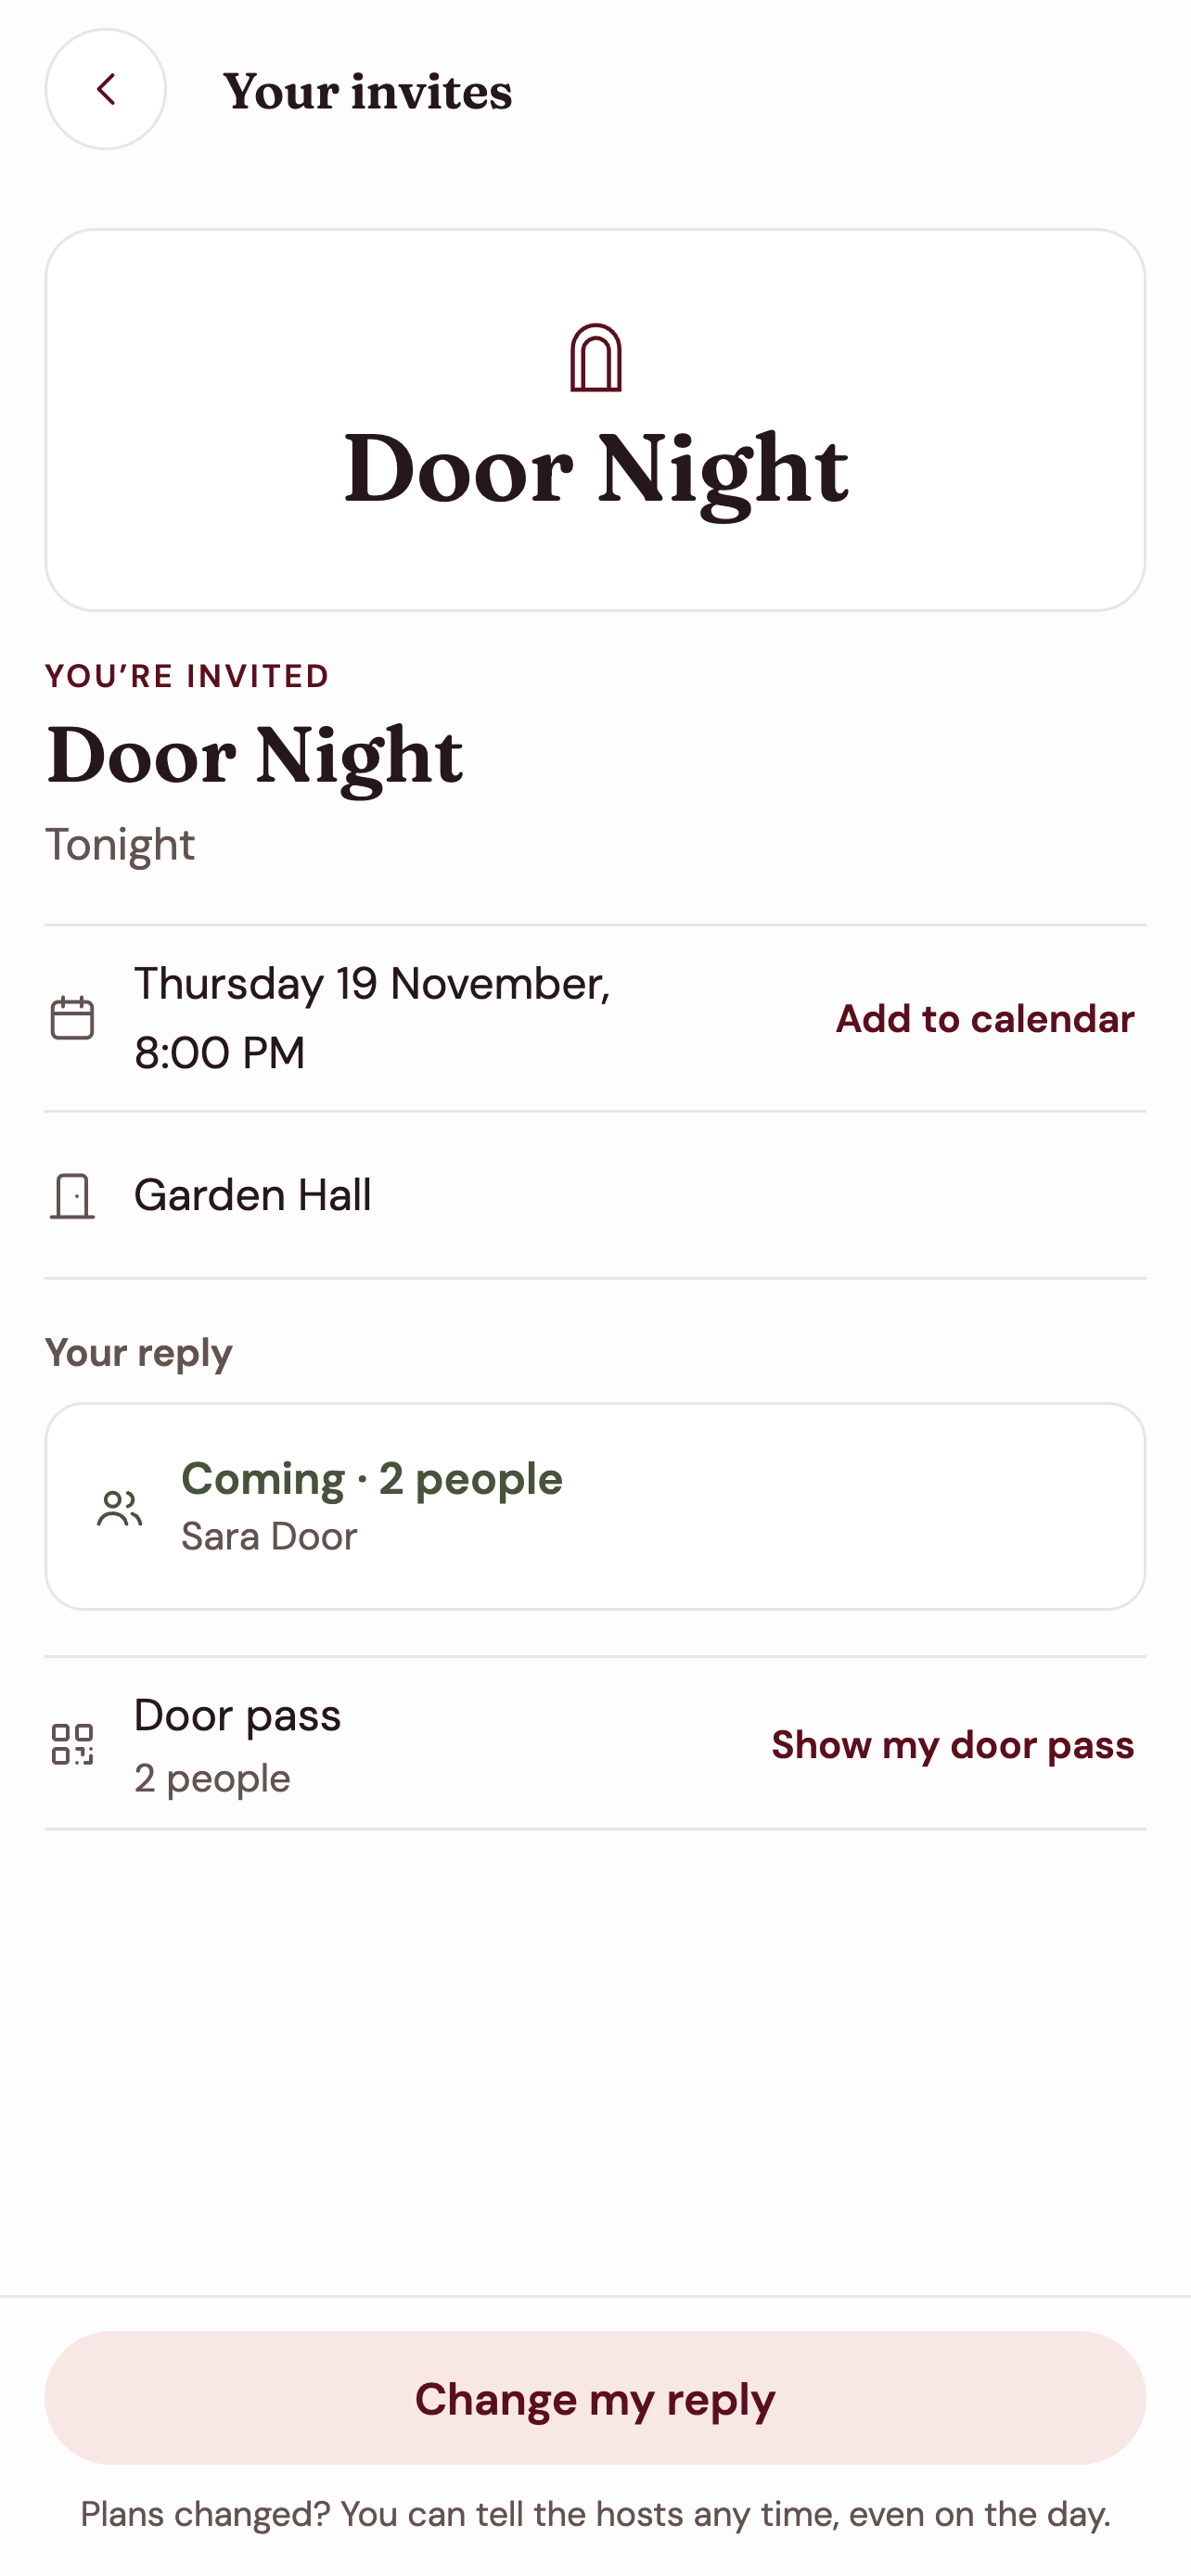 Your invites
Door Night
YOU’RE INVITED
Door Night
Tonight
Thursday 19 November,
8:00 PM
Add to calendar
Garden Hall
Your reply
Coming · 2 people
Sara Door
Door pass
2 people
Show my door pass
Change my reply
Plans changed? You can tell the hosts any time, even on the day.